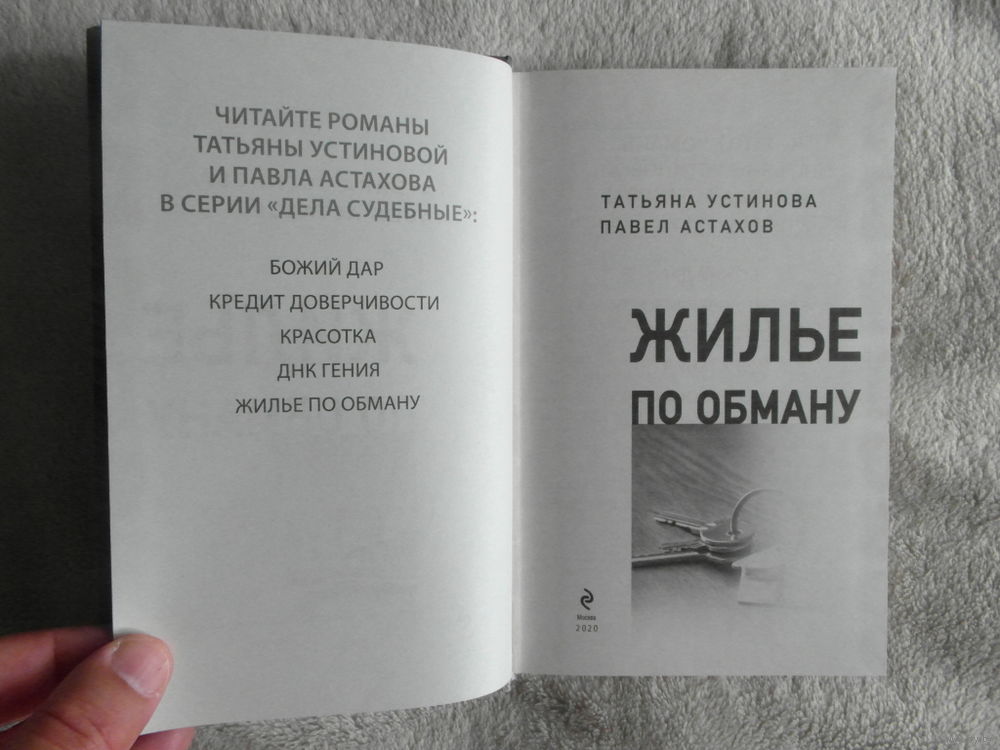 ЧИТАЙТЕ РОМАНЫ
ТАТЬЯНЫ УСТИНОВОЙ
И ПАВЛА АСТАХОВА
В СЕРИИ «ДЕЛА СУДЕБНЫЕ»:
БОЖИЙ ДАР
КРЕДИТ ДОВЕРЧИВОСТИ
КРАСОТКА
ДНК ГЕНИЯ
ЖИЛЬЕ ПО ОБМАНУ
ТАТЬЯНА УСТИНОВА
ПАВЕЛ АСТАХОВ
ЖИЛЬЕ
ПО ОБМАНУ
Москва
2020